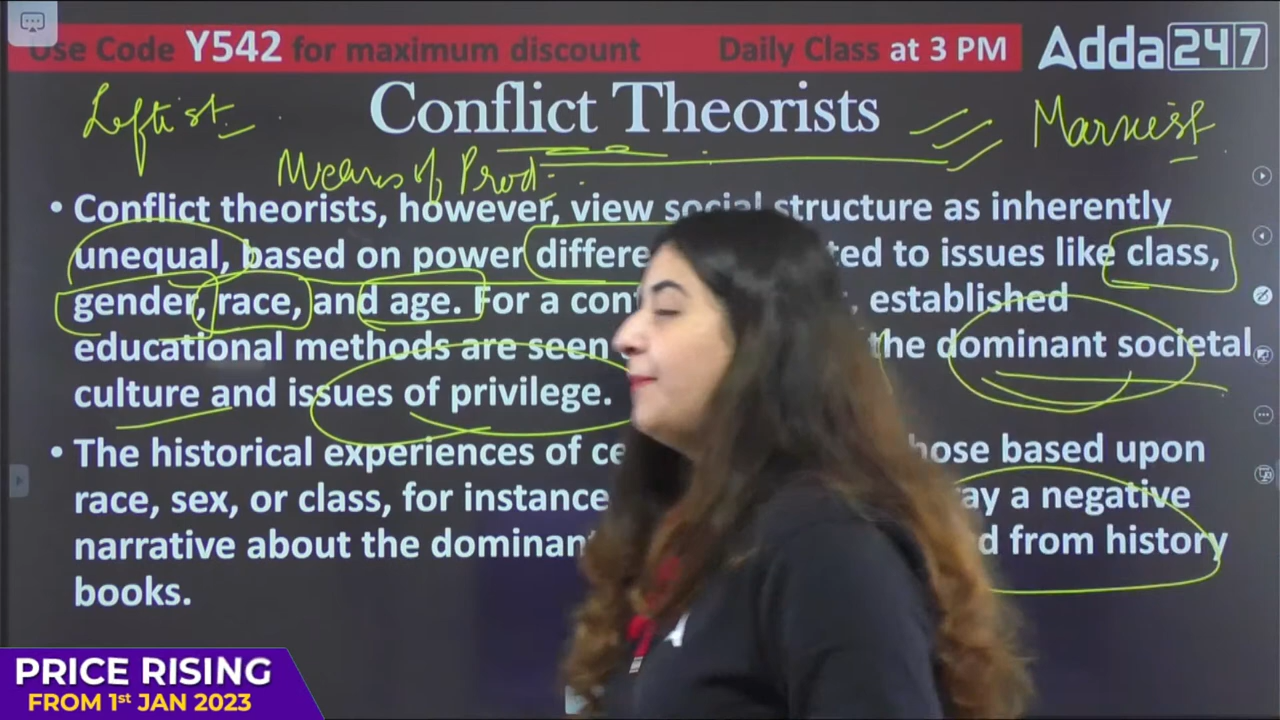 Use Code Y542 for maximum discount Daily Class at 3 PM
Adda247
Leftist
Conflict Theorists
Marxist
Means of Prod:
• Conflict theorists, however, view social structure as inherently
unequal, based on power differe ted to issues like class,
gender, race, and age. For a con , established
educational methods are seen the dominant societal
culture and issues of privilege.
• The historical experiences of ce hose based upon
race, sex, or class, for instance ay a negative
narrative about the dominan d from history
books.
PRICE RISING
FROM 1st JAN 2023